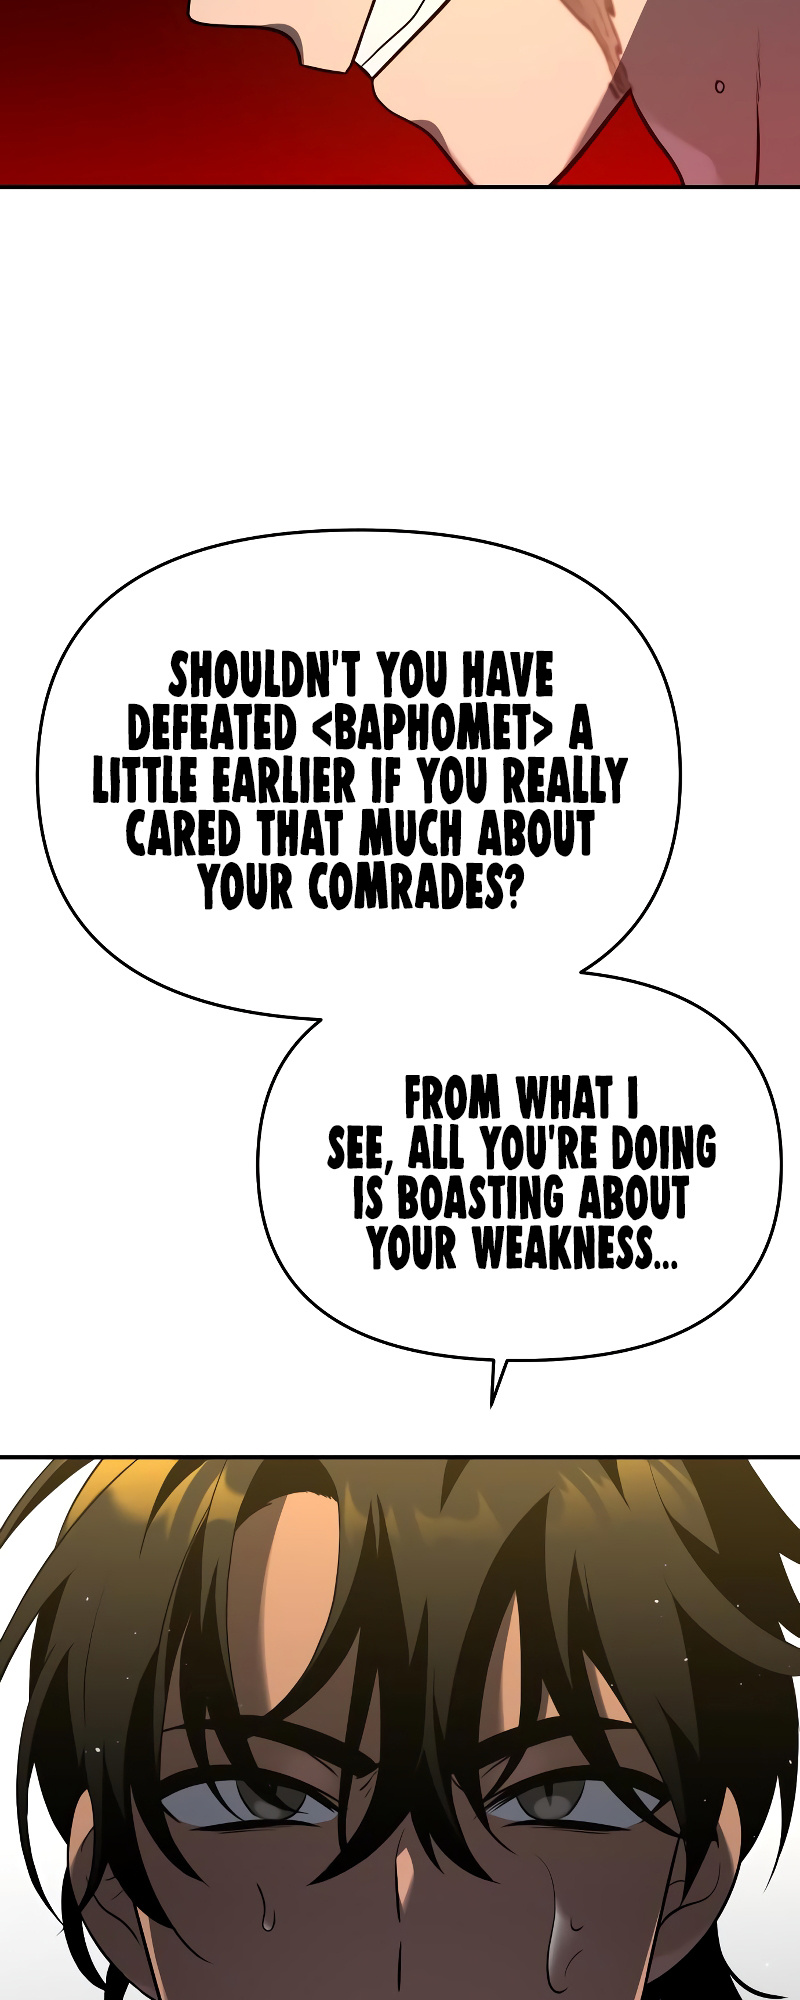 SHOULDN'T YOU HAVE
DEFEATED <BAPHOMET> A
LITTLE EARLIER IF YOU REALLY
CARED THAT MUCH ABOUT
YOUR COMRADES?
FROM WHAT I
SEE, ALL YOU'RE DOING
IS BOASTING ABOUT
YOUR WEAKNESS...